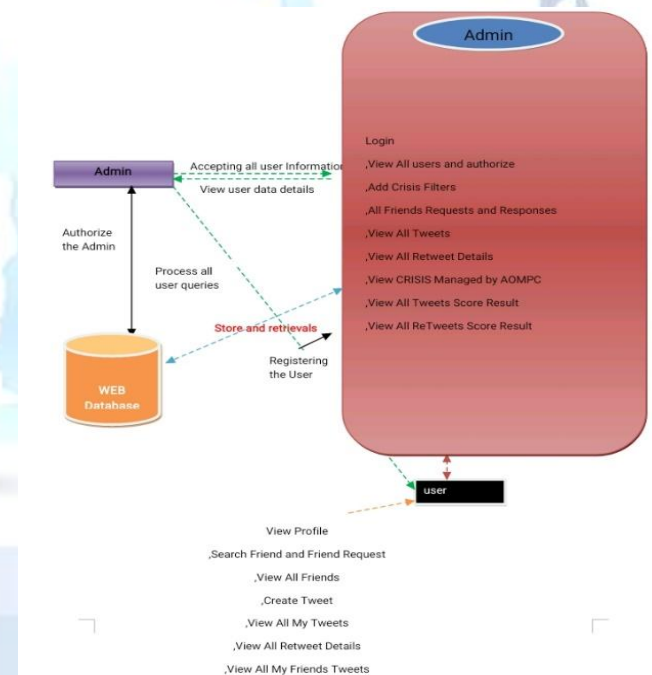 Admin
Login
,View All users and authorize
,Add Crisis Filters
,All Friends Requests and Responses
,View All Tweets
,View All Retweet Details
,View CRISIS Managed by AOMPC
,View All Tweets Score Result
,View All ReTweets Score Result
Admin
Accepting all user Information
View user data details
Authorize
the Admin
Process all
user queries
Store and retrievals
Registering
the User
WEB
Database
user
View Profile
,Search Friend and Friend Request
,View All Friends
,Create Tweet
,View All My Tweets
,View All Retweet Details
,View All My Friends Tweets